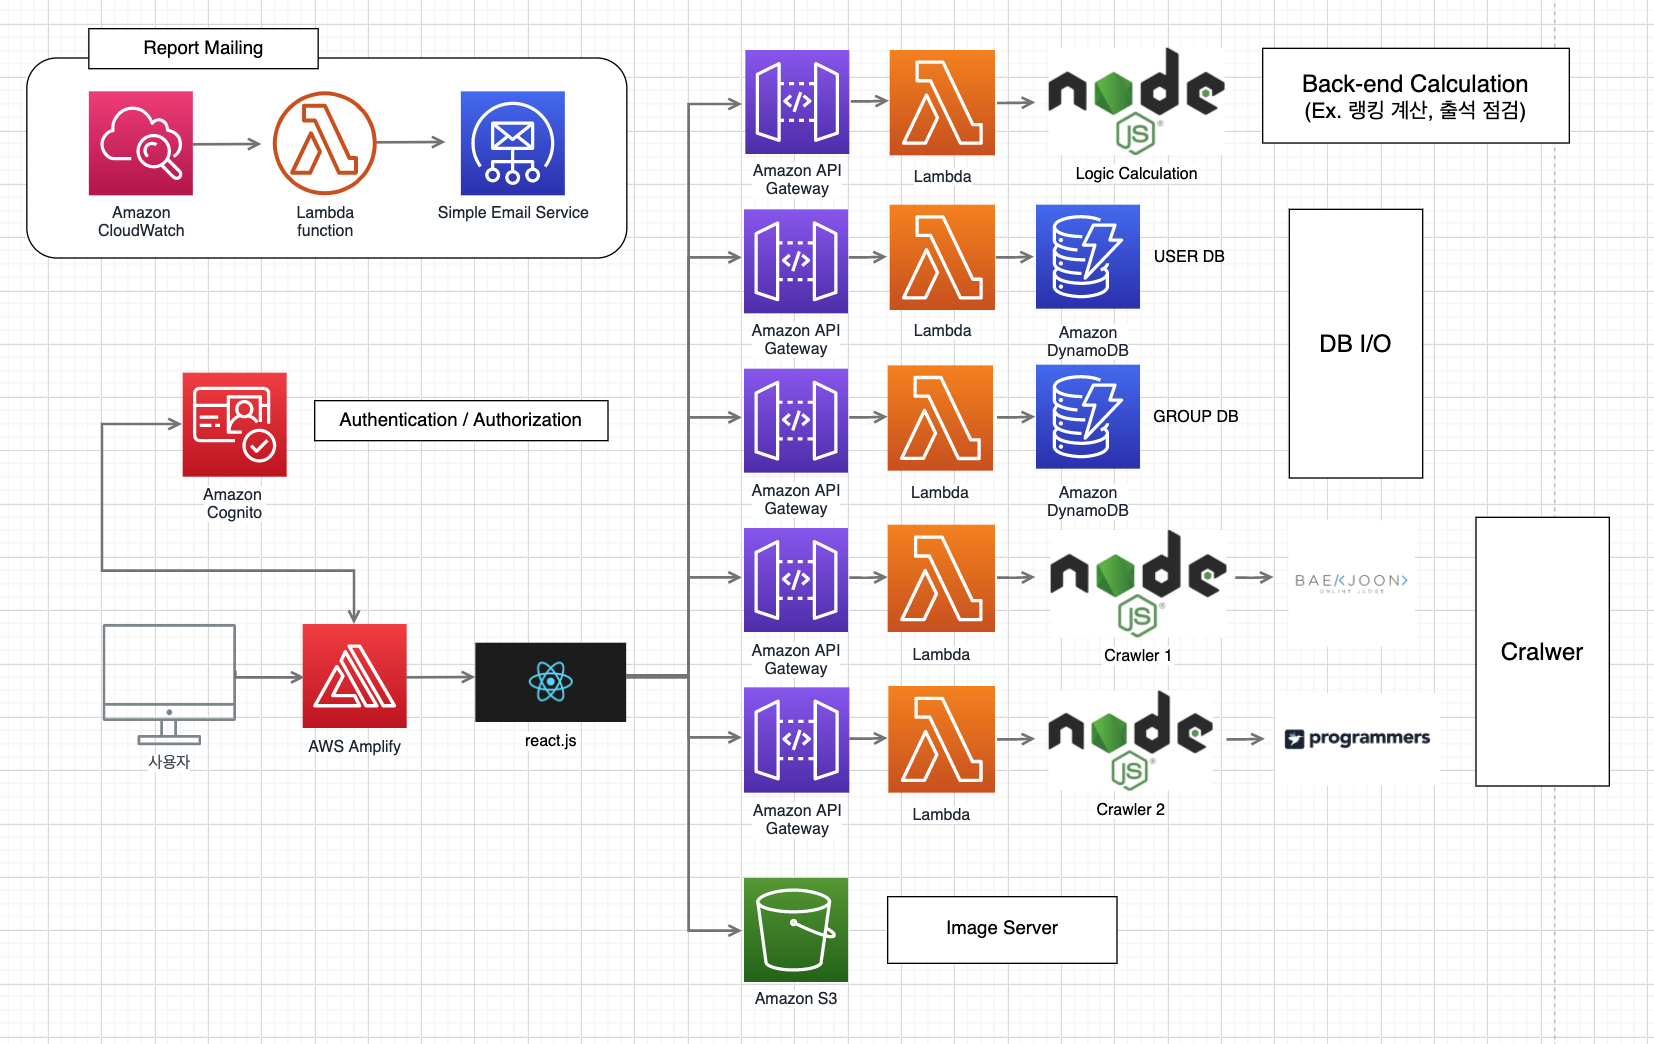 Report Mailing
Amazon
CloudWatch
Lambda
function
Simple Email Service
Amazon API
Gateway
Lambda
node
JS
Logic Calculation
Back-end Calculation
(Ex. 랭킹 계산, 출석 점검)
Amazon API
Gateway
Lambda
Amazon
DynamoDB
USER DB
DB I/O
Amazon API
Gateway
Lambda
Amazon
DynamoDB
GROUP DB
Amazon
Cognito
Authentication / Authorization
Amazon API
Gateway
Lambda
node
JS
Crawler 1
BAEKJOON>
ONLINE JUDGE
Cralwer
사용자
AWS Amplify
react.js
Amazon API
Gateway
Lambda
node
JS
Crawler 2
programmers
Amazon S3
Image Server